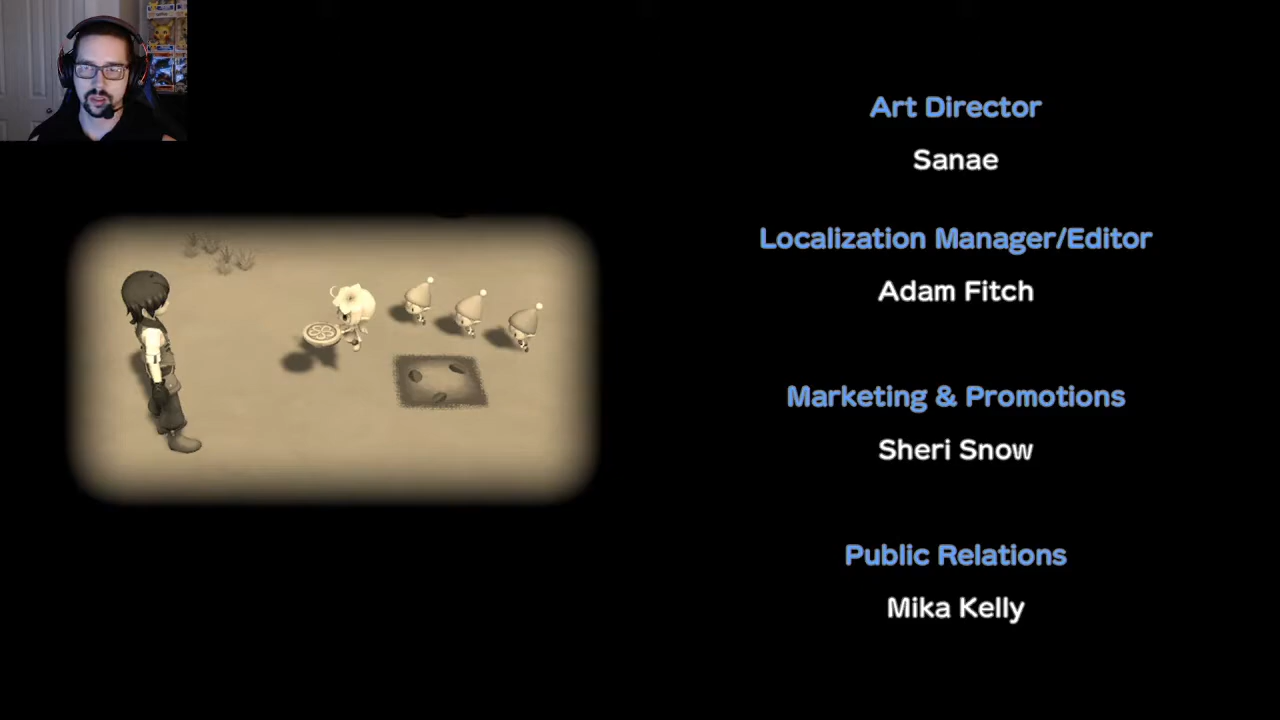 Art Director
Sanae
Localization Manager/Editor
Adam Fitch
Marketing & Promotions
Sheri Snow
Public Relations
Mika Kelly